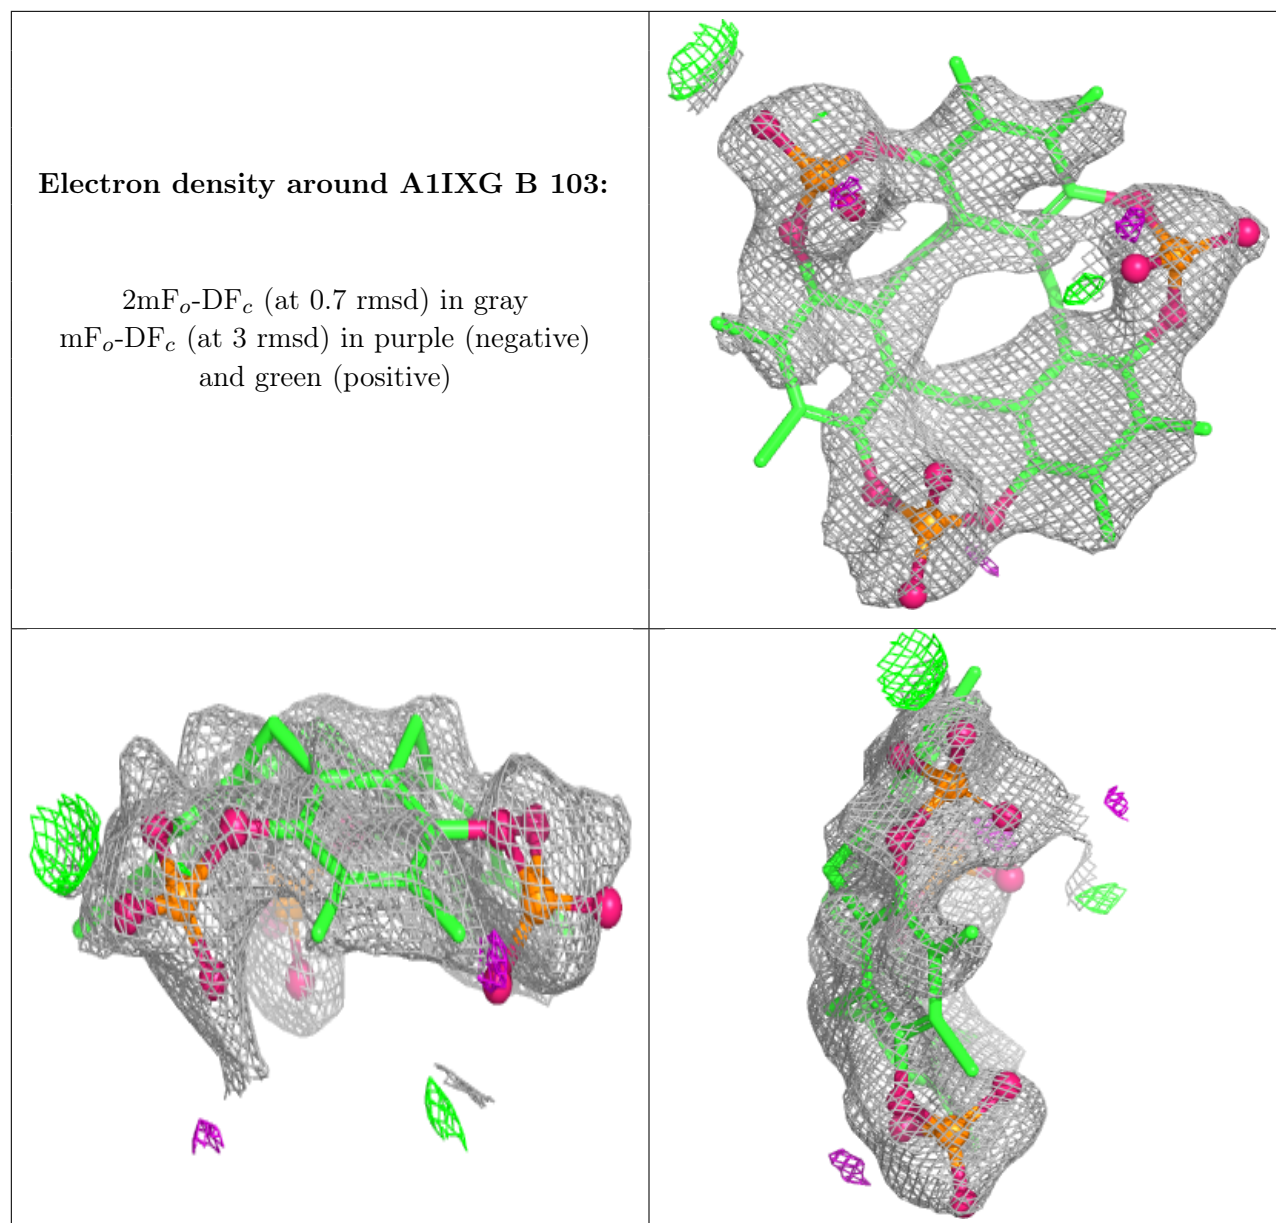 Electron density around A1IXG B 103:
2mFo-DFc (at 0.7 rmsd) in gray
mFo-DFc (at 3 rmsd) in purple (negative)
and green (positive)